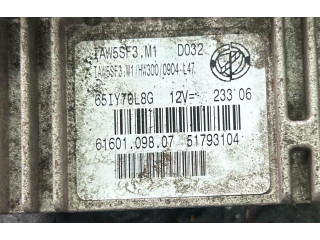 IAW5SF3.M1 D032
IAW5SF3.M1/HW300/0904-L47
65IY70L8G 12V= 233 06
61601.098.07 51793104